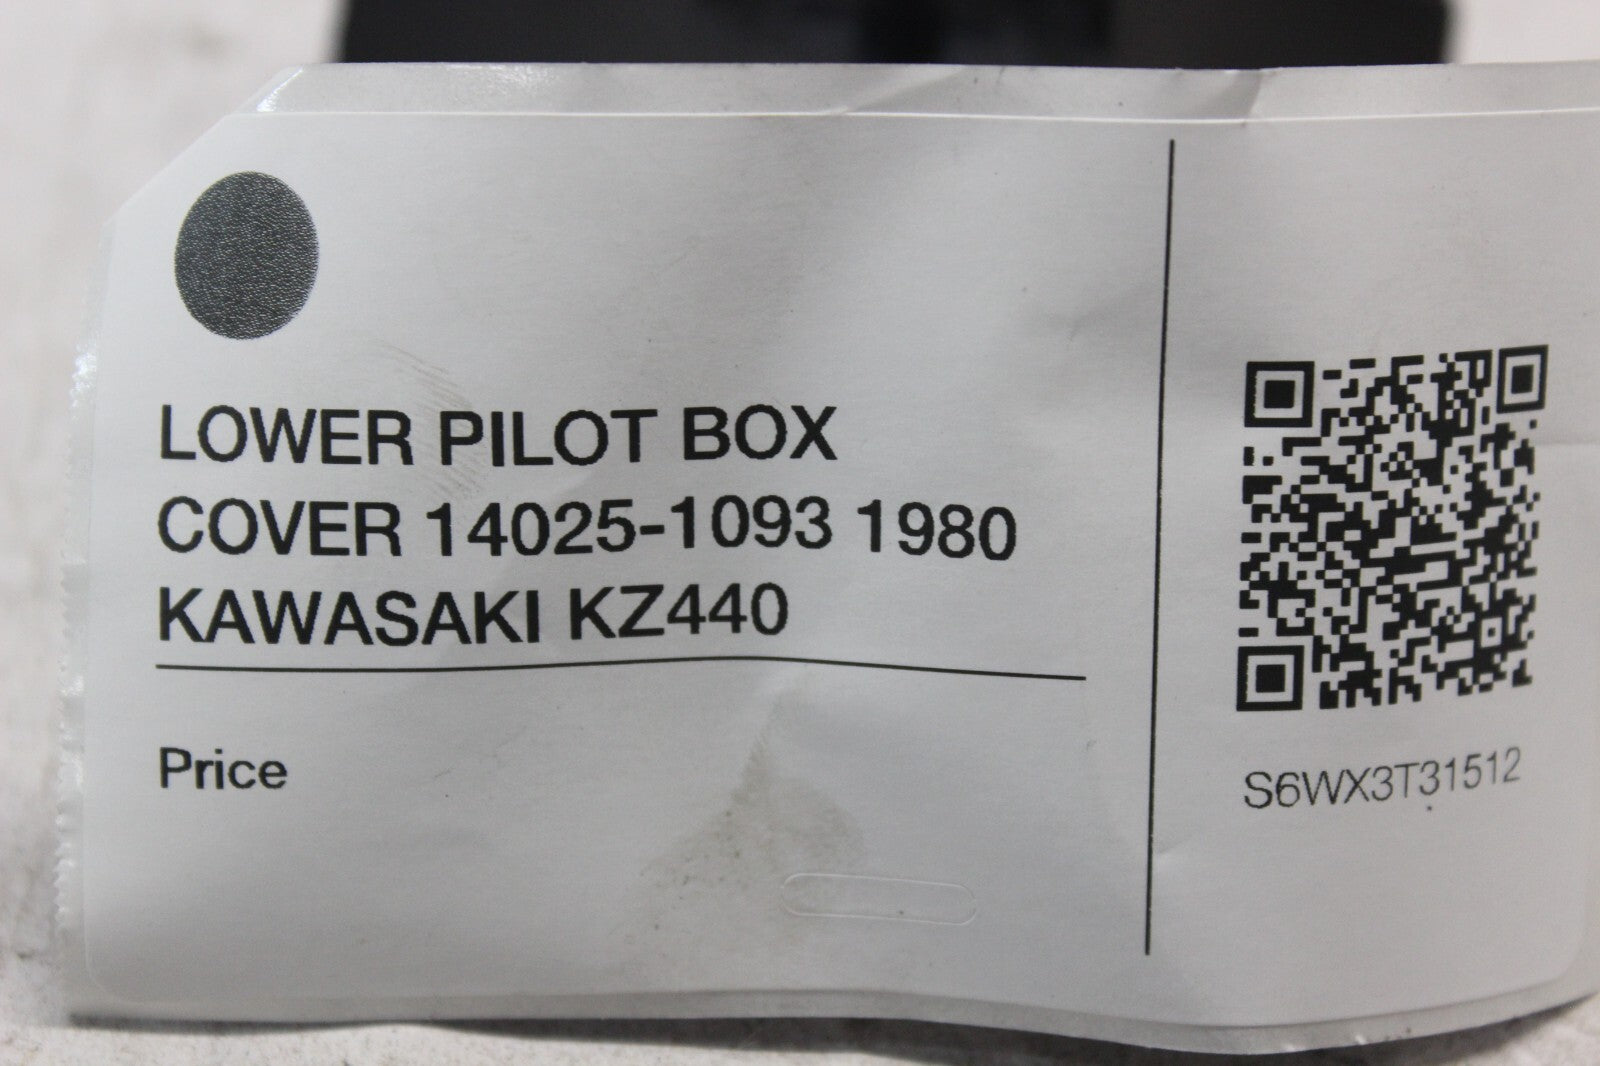 LOWER PILOT BOX
COVER 14025-1093 1980
KAWASAKI KZ440
Price
S6WX3T31512